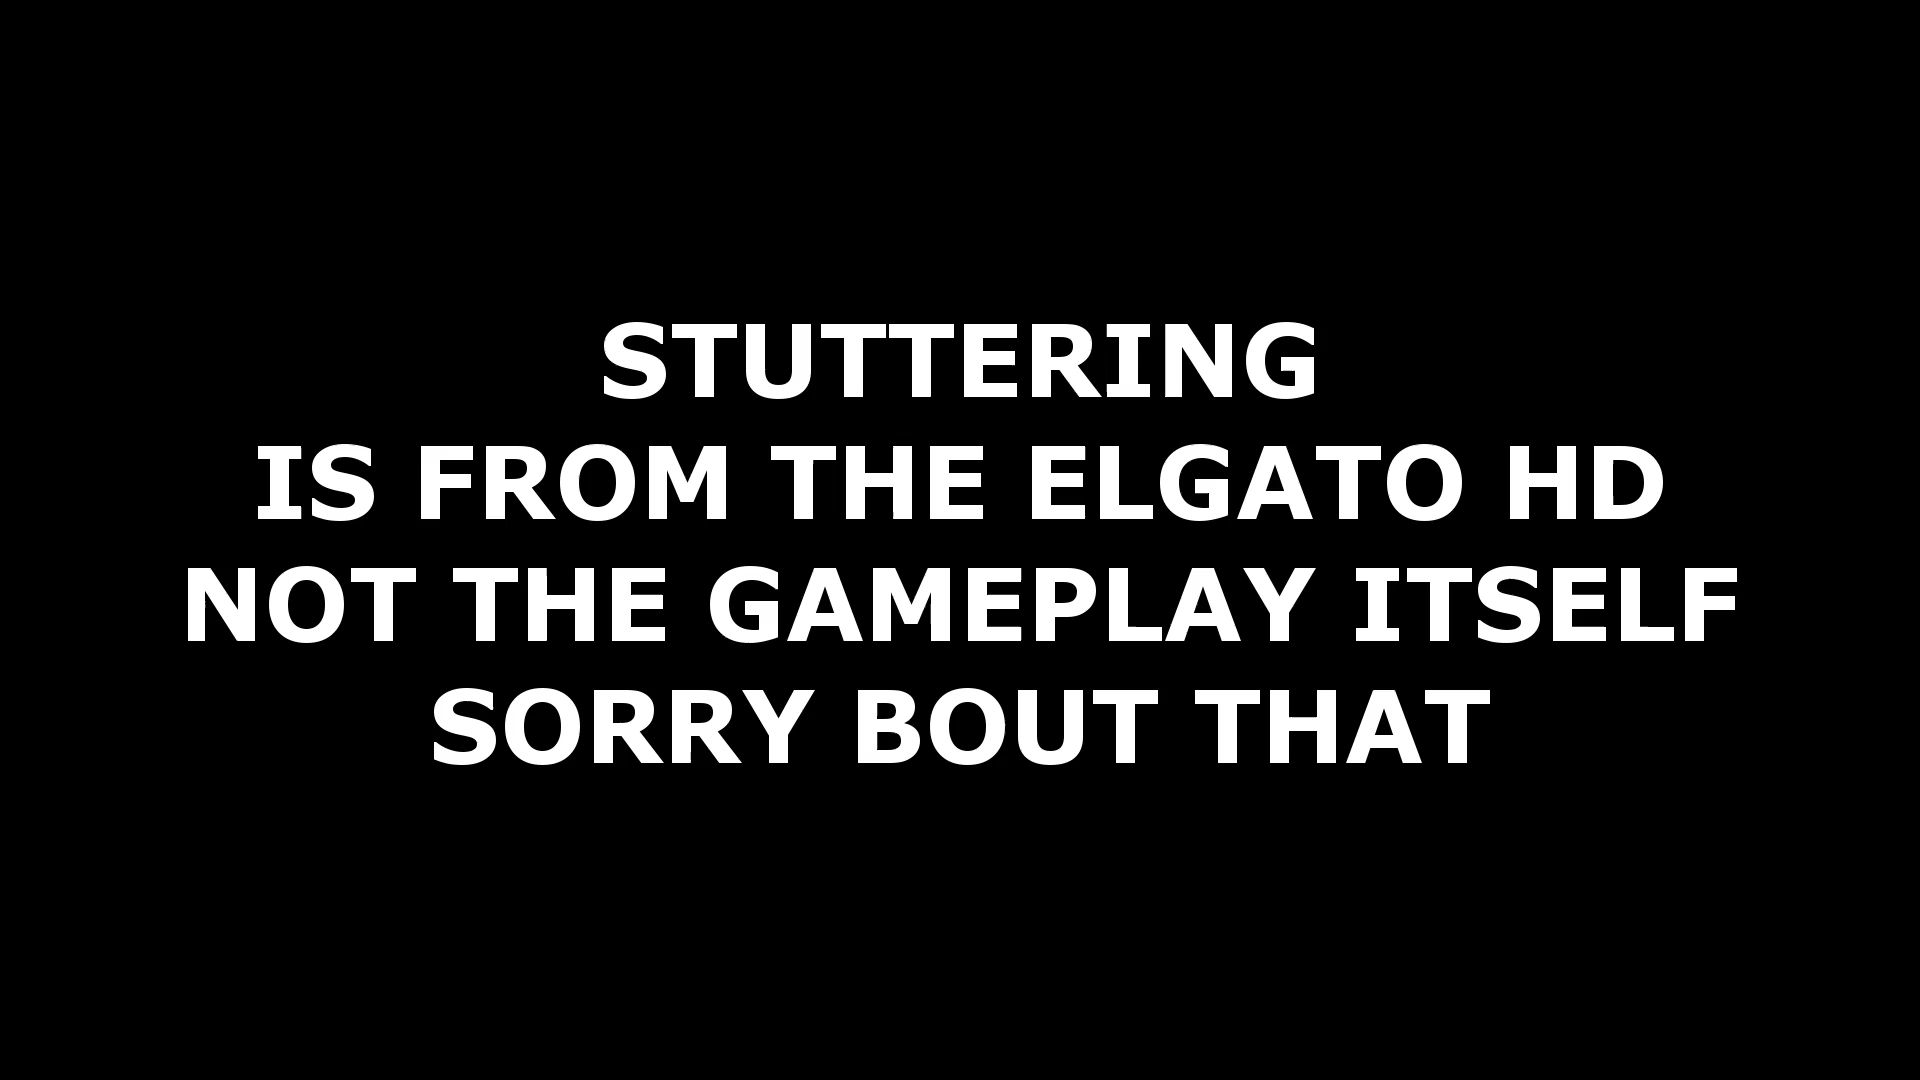 STUTTERING
IS FROM THE ELGATO HD
NOT THE GAMEPLAY ITSELF
SORRY BOUT THAT